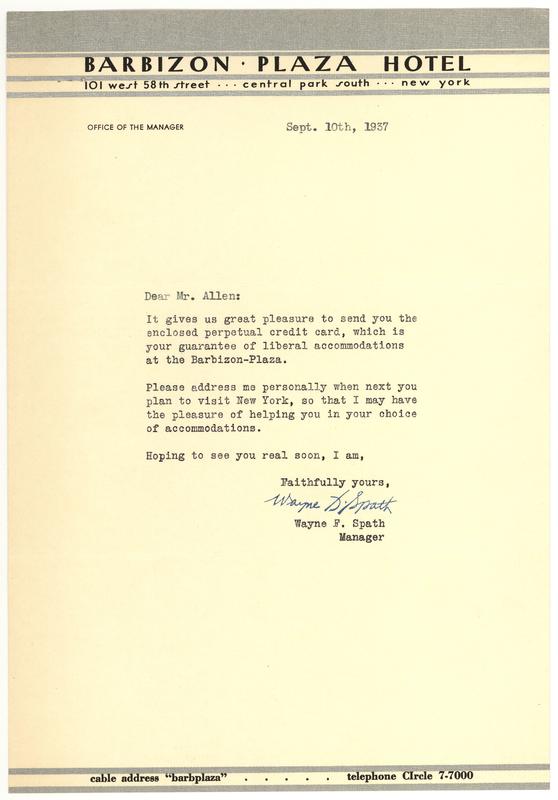 BARBIZON · PLAZA HOTEL
101 west 58th street ··· central park south ··· new york
OFFICE OF THE MANAGER
Sept. 10th, 1937
Dear Mr. Allen:
It gives us great pleasure to send you the
enclosed perpetual credit card, which is
your guarantee of liberal accommodations
at the Barbizon-Plaza.
Please address me personally when next you
plan to visit New York, so that I may have
the pleasure of helping you in your choice
of accommodations.
Hoping to see you real soon, I am,
Faithfully yours,
Wayne D. Spath
Wayne F. Spath
Manager
cable address "barbplaza" . . . . . telephone CIrcle 7-7000